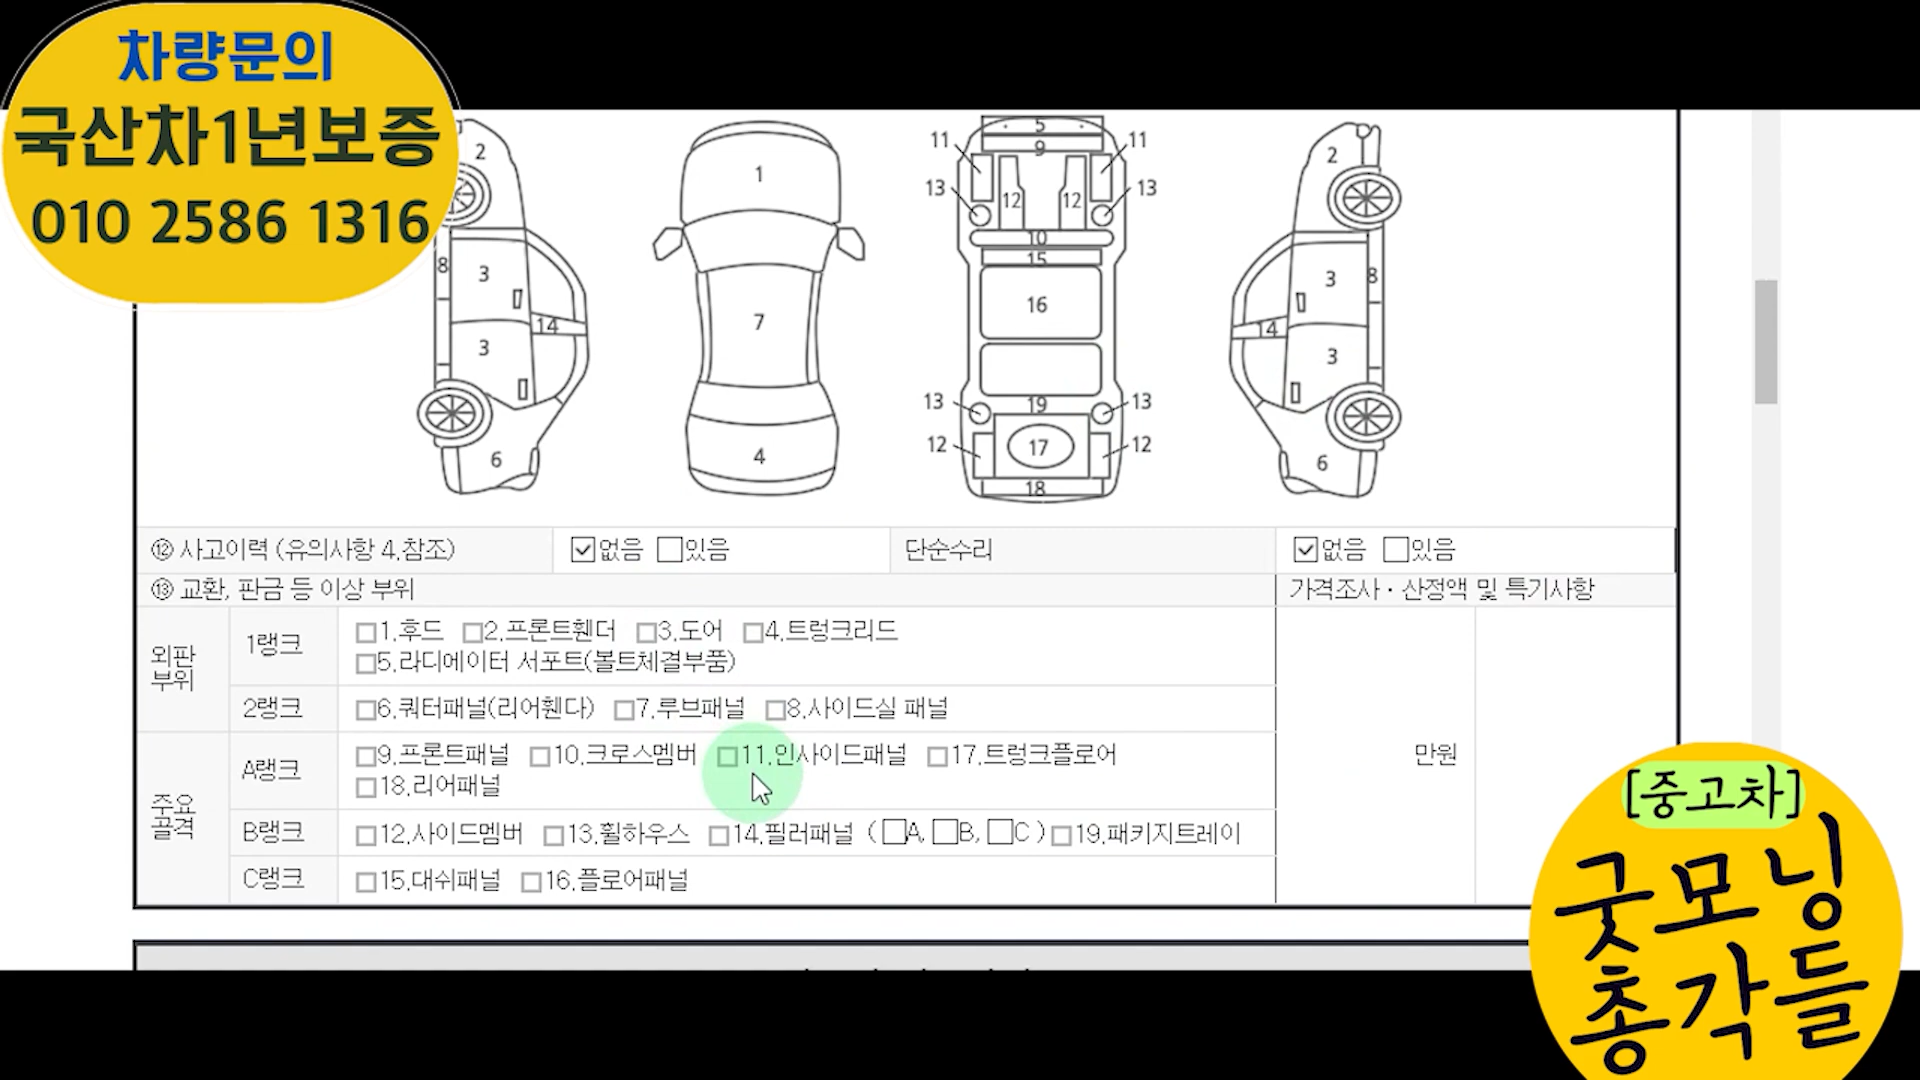 차량문의
국산차1년보증
010 2586 1316
2
8
3
14
3
6
1
7
4
5
11
11
9
13
13
12
12
10
15
16
13
19
13
12
17
12
18
2
3
8
14
3
6
⑫ 사고이력 (유의사항 4.참조) 없음 있음 단순수리 없음 있음
⑬ 교환, 판금 등 이상 부위 가격조사·산정액 및 특기사항
외판
부위
1랭크
1.후드 2.프론트휀더 3.도어 4.트렁크리드
5.라디에이터 서포트(볼트체결부품)
2랭크
6.쿼터패널(리어휀다) 7.루브패널 8.사이드실 패널
주요
골격
A랭크
9.프론트패널 10.크로스멤버 11.인사이드패널 17.트렁크플로어
18.리어패널
B랭크
12.사이드멤버 13.휠하우스 14.필러패널 (A, B, C) 19.패키지트레이
C랭크
15.대쉬패널 16.플로어패널
만원
[중고차]
굿모닝
총각들